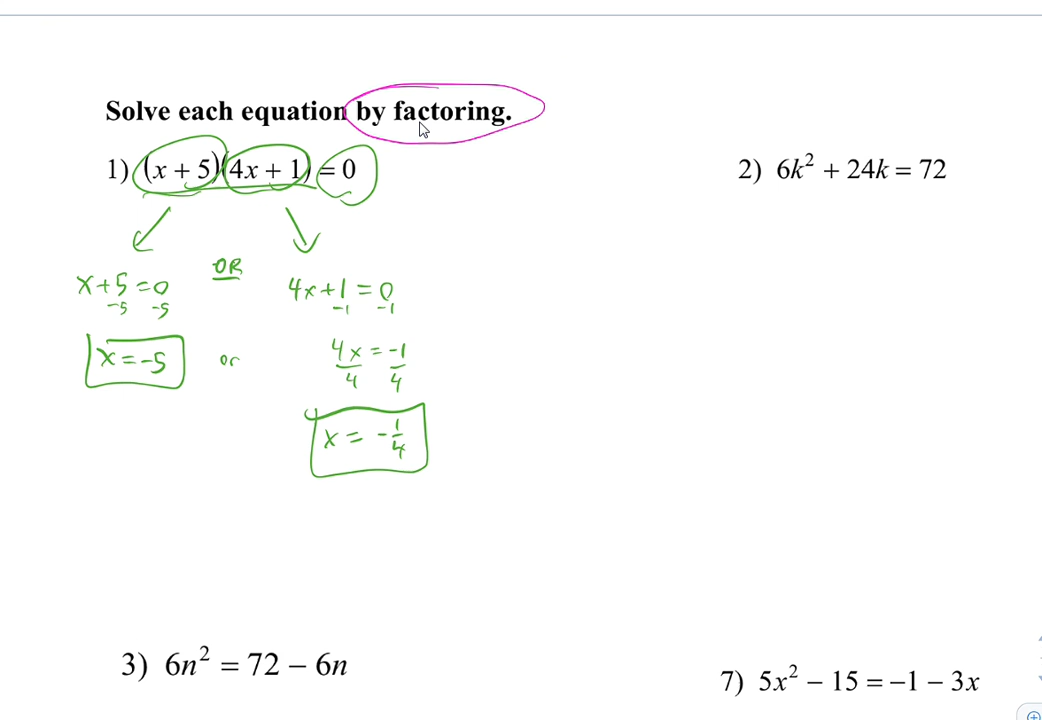 Solve each equation by factoring.
1) (x + 5)(4x + 1) = 0
2) 6k² + 24k = 72
x+5=0
-5 -5
OR
4x+1=0
-1 -1
x=-5
or
4x = -1
4 4
x = -1/4
3) 6n² = 72 − 6n
7) 5x² − 15 = −1 − 3x